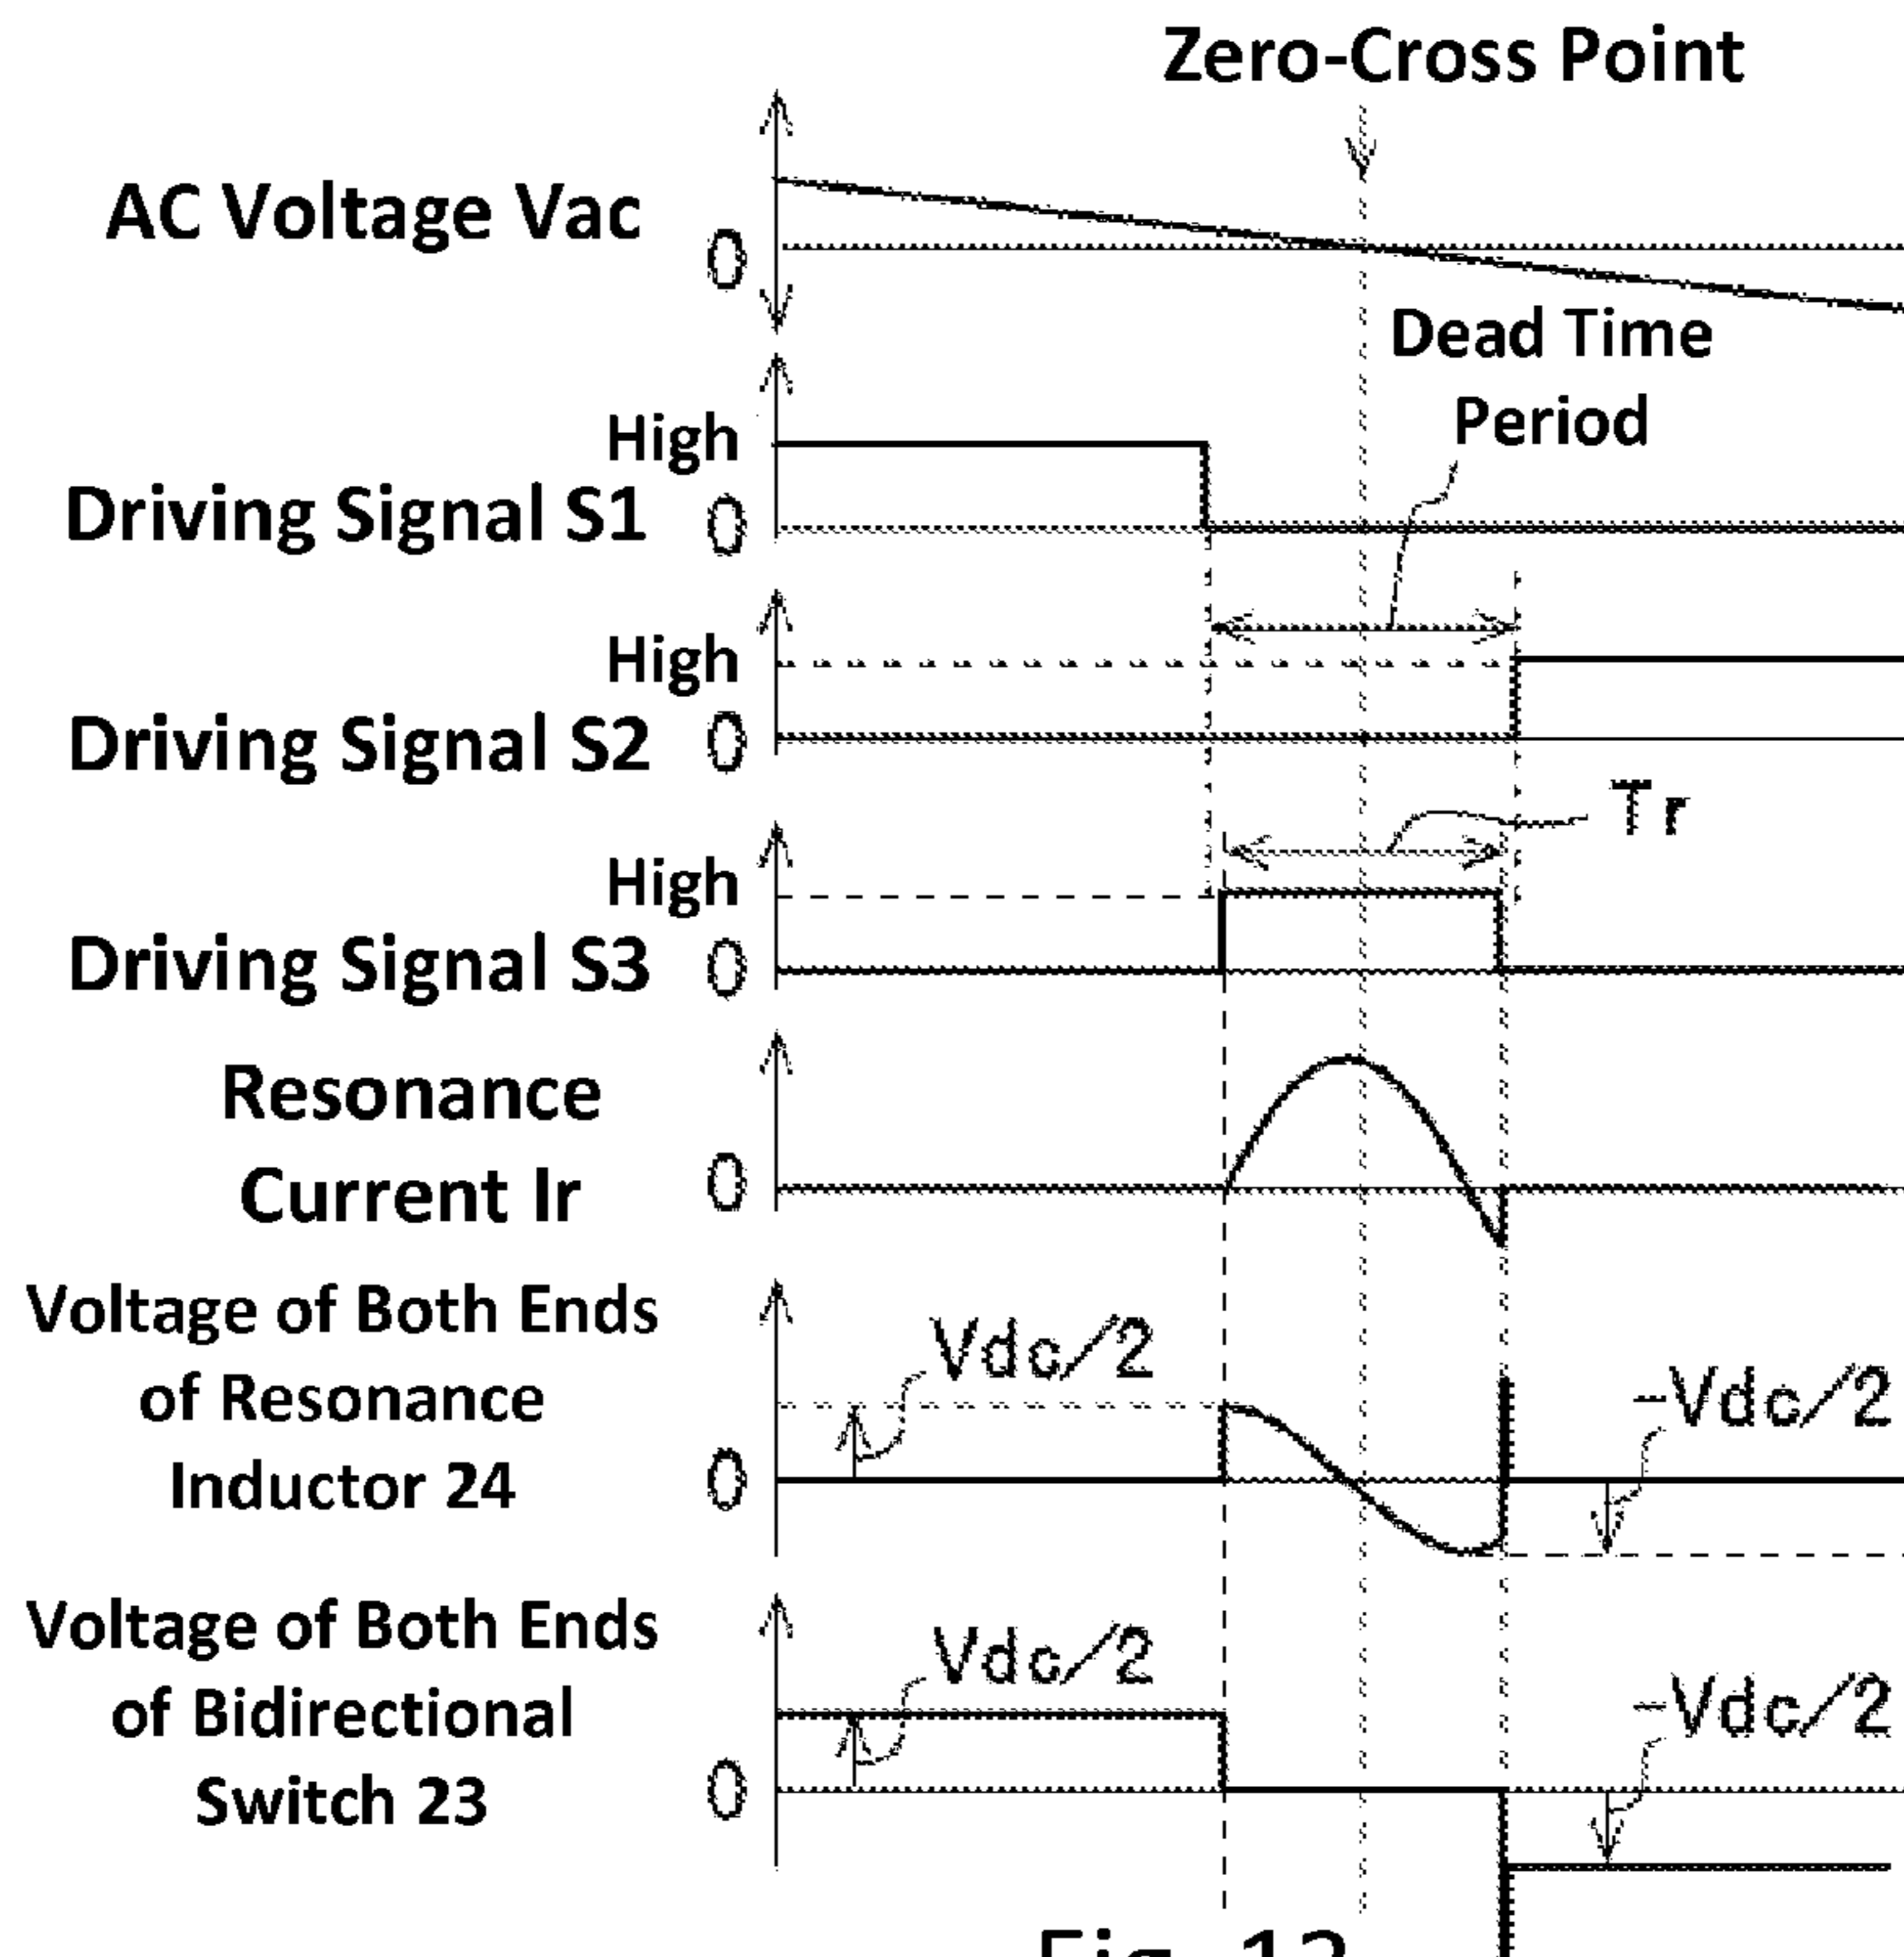 Zero-Cross Point
AC Voltage Vac
0
Dead Time
Period
High
Driving Signal S1
0
High
Driving Signal S2
0
Tr
High
Driving Signal S3
0
Resonance
Current Ir
0
Voltage of Both Ends
of Resonance
Inductor 24
0
Vdc/2
-Vdc/2
Voltage of Both Ends
of Bidirectional
Switch 23
0
Vdc/2
-Vdc/2